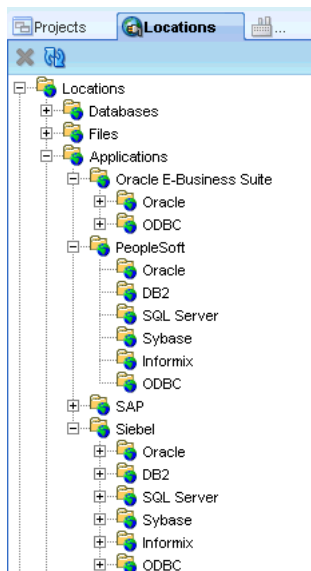 Projects Locations ...
Locations
Databases
Files
Applications
Oracle E-Business Suite
Oracle
ODBC
PeopleSoft
Oracle
DB2
SQL Server
Sybase
Informix
ODBC
SAP
Siebel
Oracle
DB2
SQL Server
Sybase
Informix
ODBC